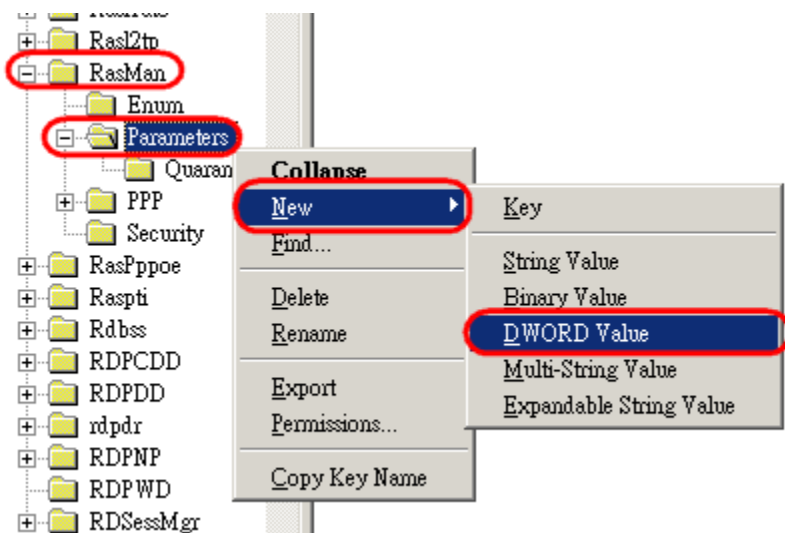 Rasl2tp
RasMan
Enum
Parameters
Quaran
PPP
Security
RasPppoe
Raspti
Rdbss
RDPCDD
RDPDD
rdpdr
RDPNP
RDPWD
RDSessMgr
Collapse
New
Find...
Delete
Rename
Export
Permissions...
Copy Key Name
Key
String Value
Binary Value
DWORD Value
Multi-String Value
Expandable String Value